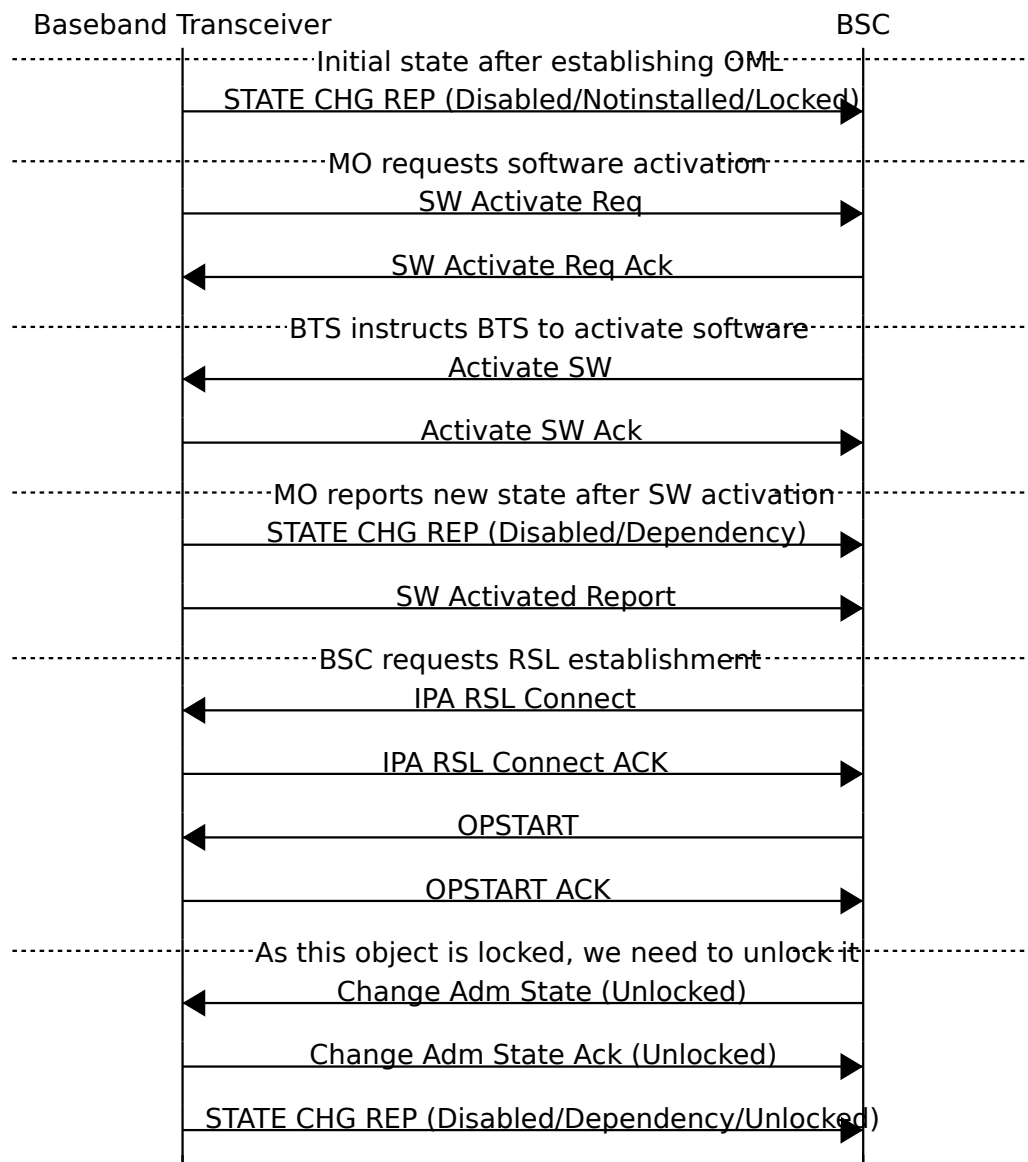 Baseband Transceiver BSC
Initial state after establishing OML
STATE CHG REP (Disabled/Notinstalled/Locked)
MO requests software activation
SW Activate Req
SW Activate Req Ack
BTS instructs BTS to activate software
Activate SW
Activate SW Ack
MO reports new state after SW activation
STATE CHG REP (Disabled/Dependency)
SW Activated Report
BSC requests RSL establishment
IPA RSL Connect
IPA RSL Connect ACK
OPSTART
OPSTART ACK
As this object is locked, we need to unlock it
Change Adm State (Unlocked)
Change Adm State Ack (Unlocked)
STATE CHG REP (Disabled/Dependency/Unlocked)